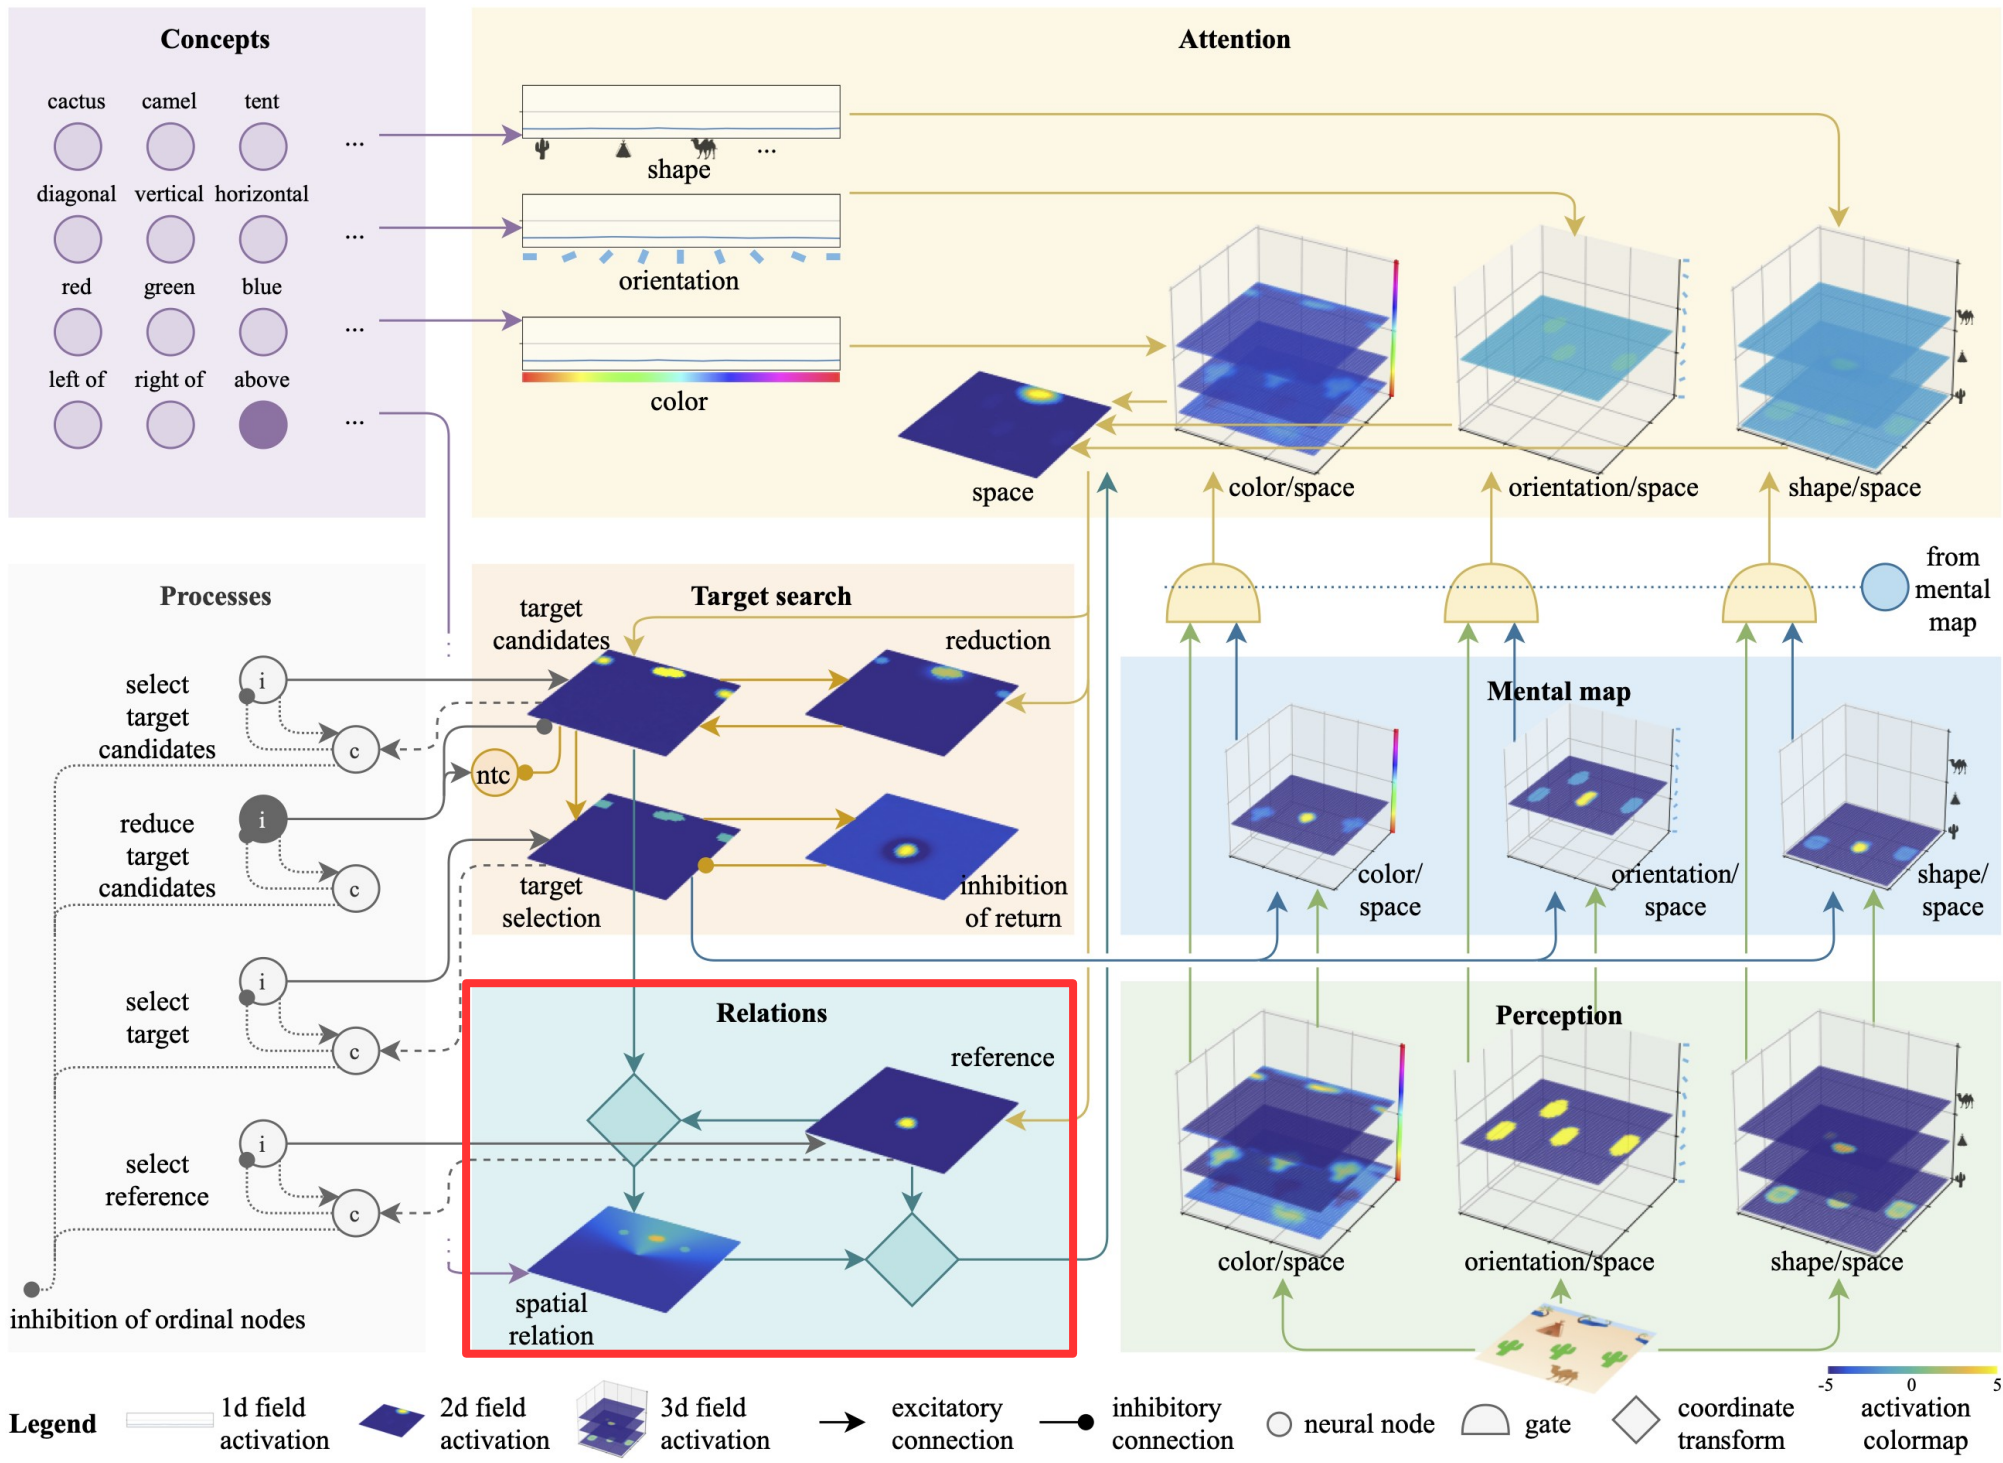 Concepts
cactus camel tent
...
diagonal vertical horizontal
...
red green blue
...
left of right of above
...
Attention
...
shape
orientation
color
space
color/space
orientation/space
shape/space
from
mental
map
Processes
select
target
candidates
i
c
reduce
target
candidates
i
c
select
target
i
c
select
reference
i
c
inhibition of ordinal nodes
Target search
target
candidates
reduction
ntc
target
selection
inhibition
of return
Mental map
color/
space
orientation/
space
shape/
space
Relations
reference
spatial
relation
Perception
color/space
orientation/space
shape/space
Legend
1d field
activation
2d field
activation
3d field
activation
excitatory
connection
inhibitory
connection
neural node
gate
coordinate
transform
-5 0 5
activation
colormap